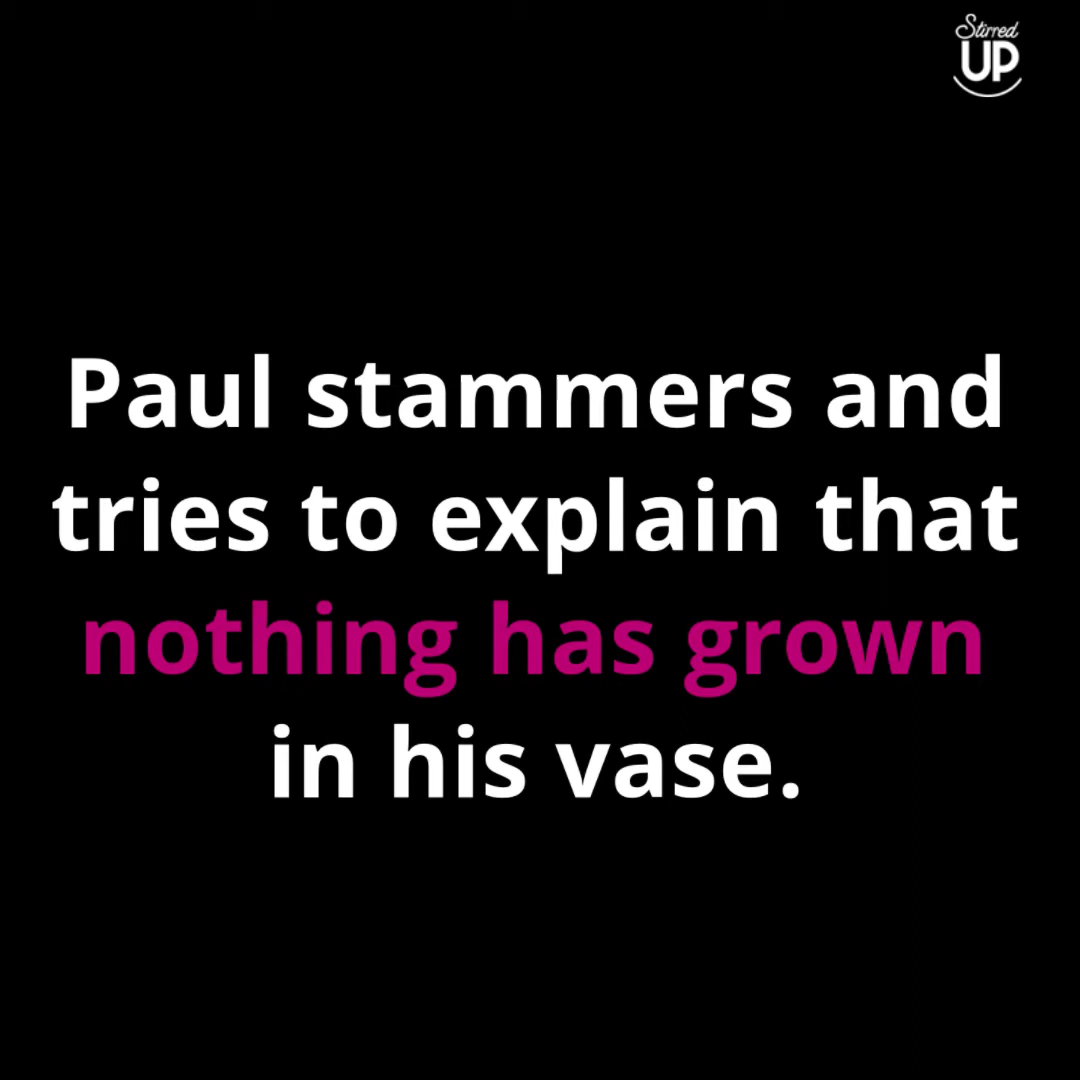 Stirred
UP
Paul stammers and
tries to explain that
nothing has grown
in his vase.